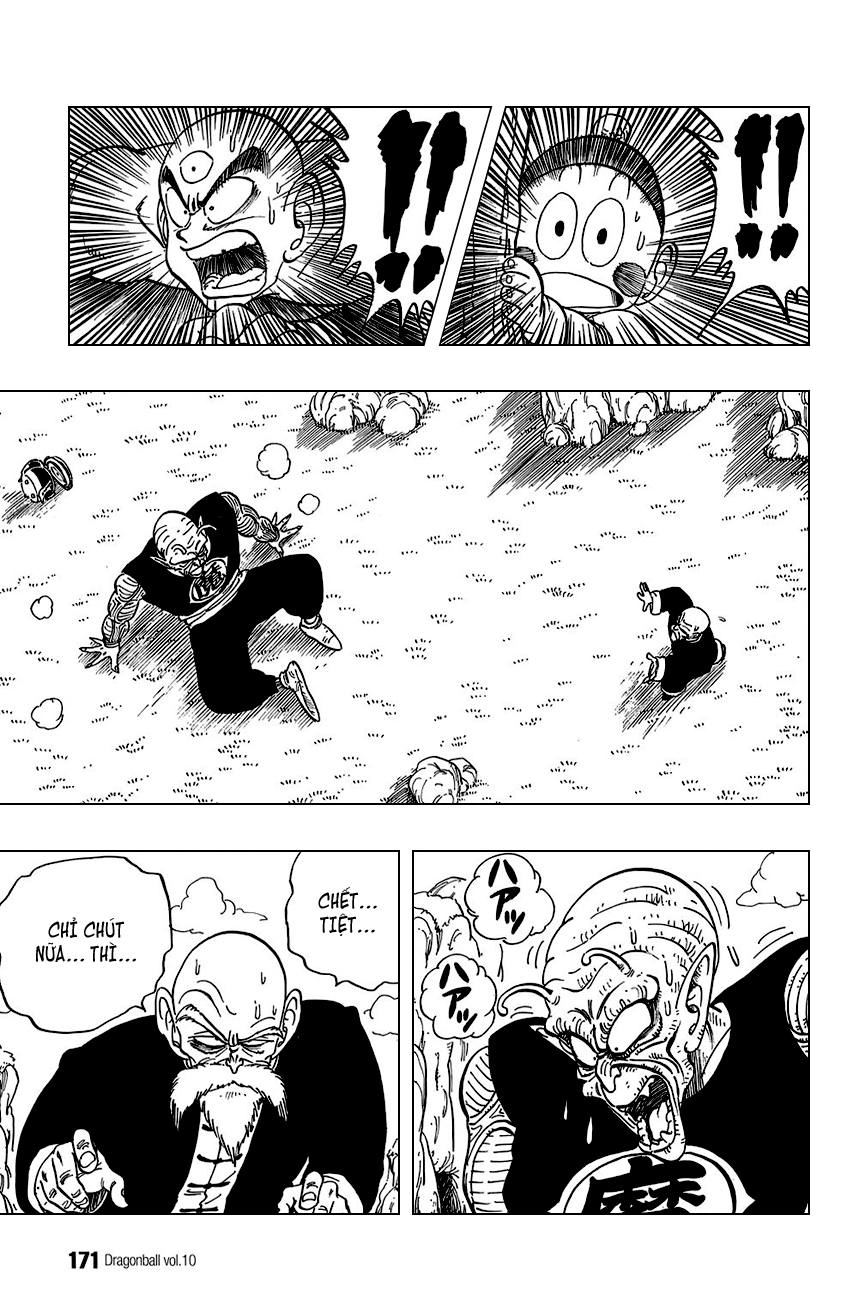 !!
!!
ハアッ
ハアッ
魔
CHẾT...
TIỆT...
CHỈ CHÚT
NỮA... THÌ...
171 Dragonball vol.10